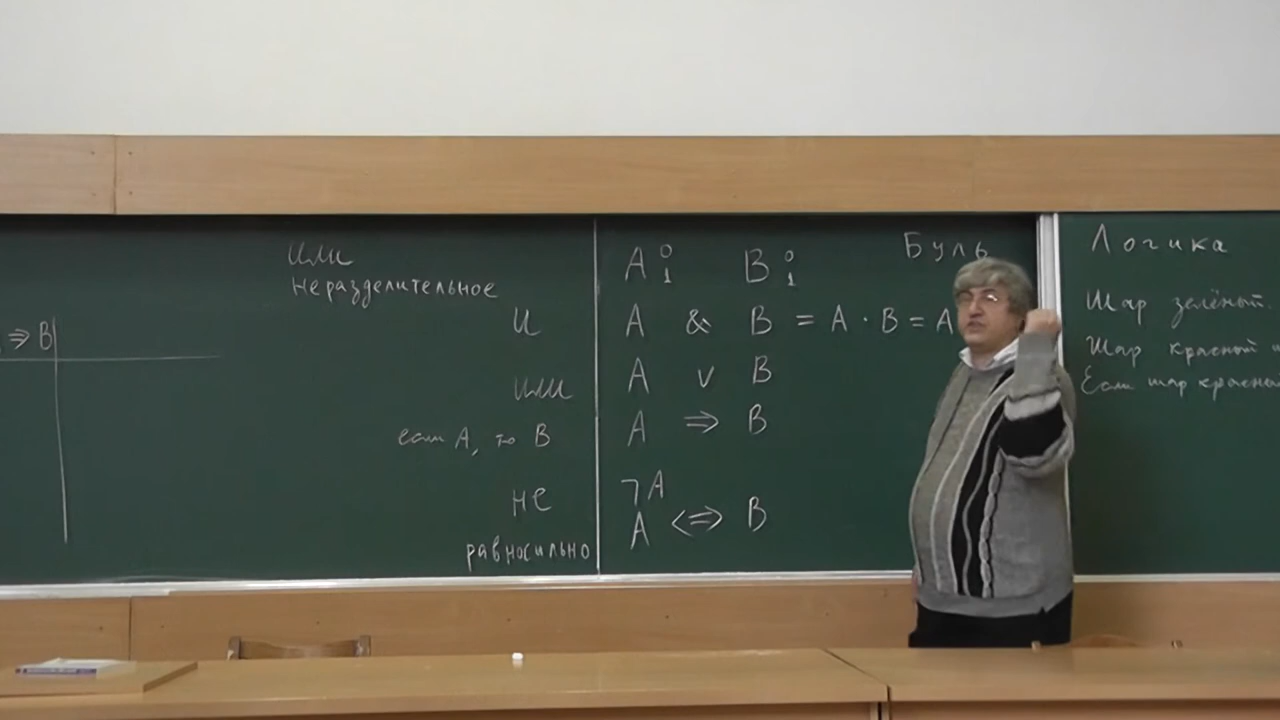 ⇒ B
или
неразделительное
и
или
если A, то B
не
равносильно
A 0 1 B 0 1
A & B = A · B = A
A ∨ B
A ⇒ B
¬A
A <=> B
Буль
Логика
Шар зелёный.
Шар красный
Если шар красный